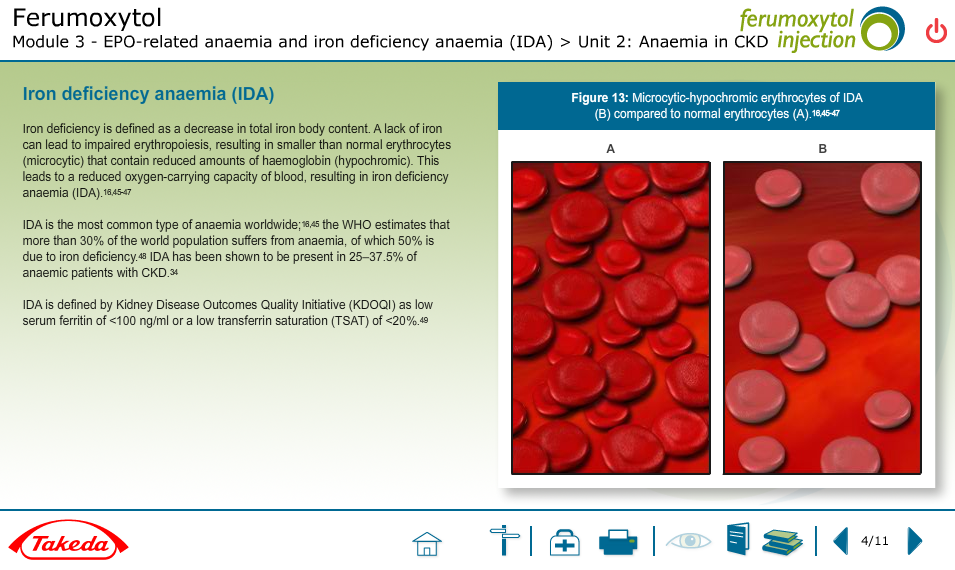 Ferumoxytol
Module 3 - EPO-related anaemia and iron deficiency anaemia (IDA) > Unit 2: Anaemia in CKD
ferumoxytol
injection
Iron deficiency anaemia (IDA)
Iron deficiency is defined as a decrease in total iron body content. A lack of iron
can lead to impaired erythropoiesis, resulting in smaller than normal erythrocytes
(microcytic) that contain reduced amounts of haemoglobin (hypochromic). This
leads to a reduced oxygen-carrying capacity of blood, resulting in iron deficiency
anaemia (IDA).16,45-47
IDA is the most common type of anaemia worldwide;16,45 the WHO estimates that
more than 30% of the world population suffers from anaemia, of which 50% is
due to iron deficiency.48 IDA has been shown to be present in 25–37.5% of
anaemic patients with CKD.34
IDA is defined by Kidney Disease Outcomes Quality Initiative (KDOQI) as low
serum ferritin of <100 ng/ml or a low transferrin saturation (TSAT) of <20%.49
Figure 13: Microcytic-hypochromic erythrocytes of IDA
(B) compared to normal erythrocytes (A).16,45-47
A
B
Takeda
4/11